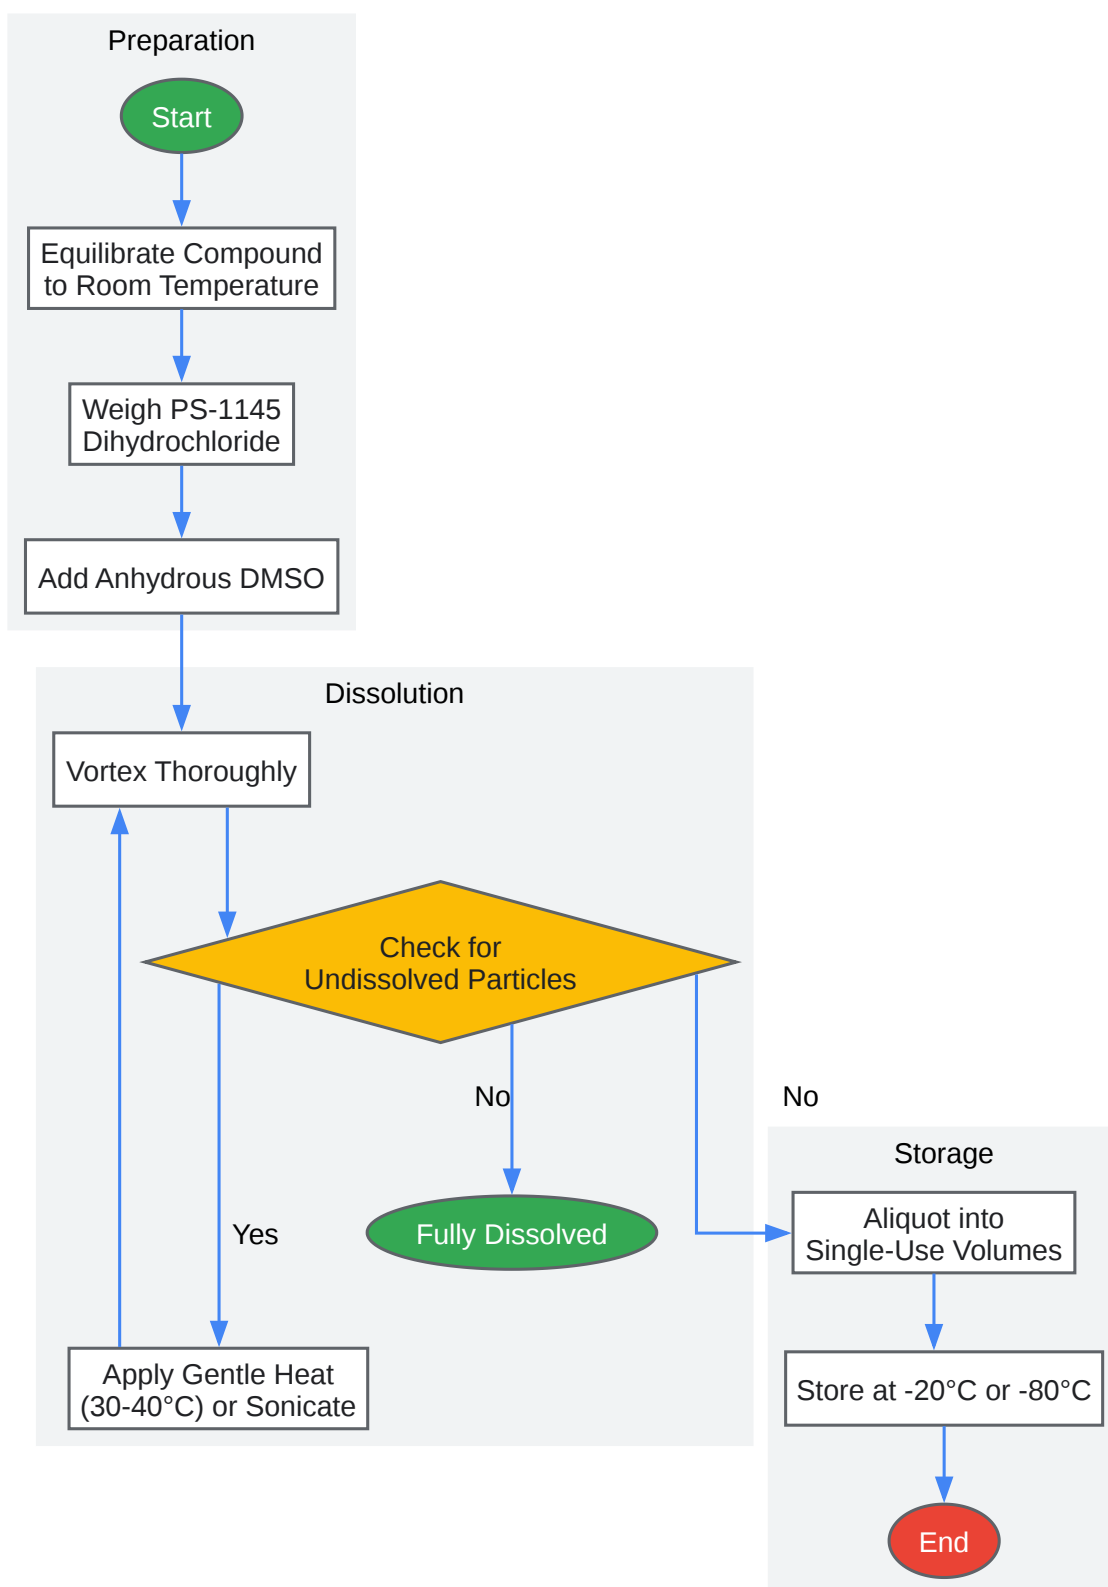 Preparation
Start
Equilibrate Compound
to Room Temperature
Weigh PS-1145
Dihydrochloride
Add Anhydrous DMSO
Dissolution
Vortex Thoroughly
Check for
Undissolved Particles
No
No
Storage
Aliquot into
Single-Use Volumes
Yes
Fully Dissolved
Apply Gentle Heat
(30-40°C) or Sonicate
Store at -20°C or -80°C
End